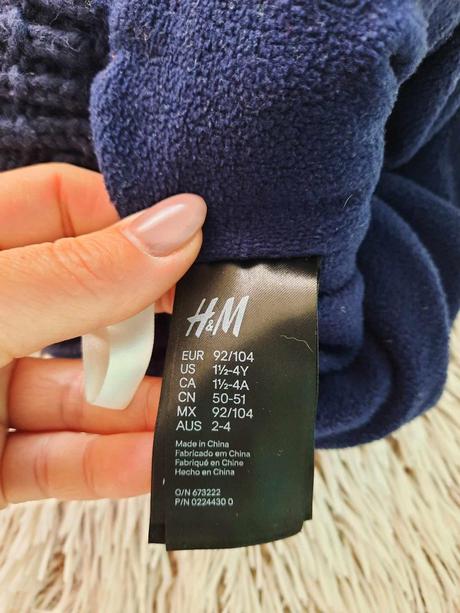 H&M
EUR 92/104
US 1½-4Y
CA 1½-4A
CN 50-51
MX 92/104
AUS 2-4
Made in China
Fabricado em China
Fabriqué en Chine
Hecho en China
O/N 673222
P/N 0224430 0